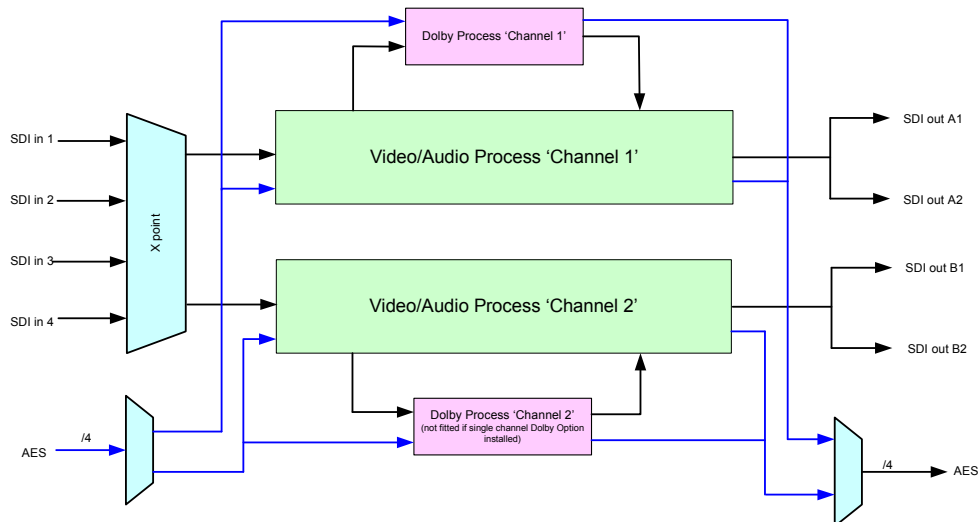 Dolby Process ‘Channel 1’
SDI in 1
SDI in 2
SDI in 3
SDI in 4
X point
Video/Audio Process ‘Channel 1’
SDI out A1
SDI out A2
Video/Audio Process ‘Channel 2’
SDI out B1
SDI out B2
Dolby Process ‘Channel 2’
(not fitted if single channel Dolby Option
installed)
/4
AES
/4
AES